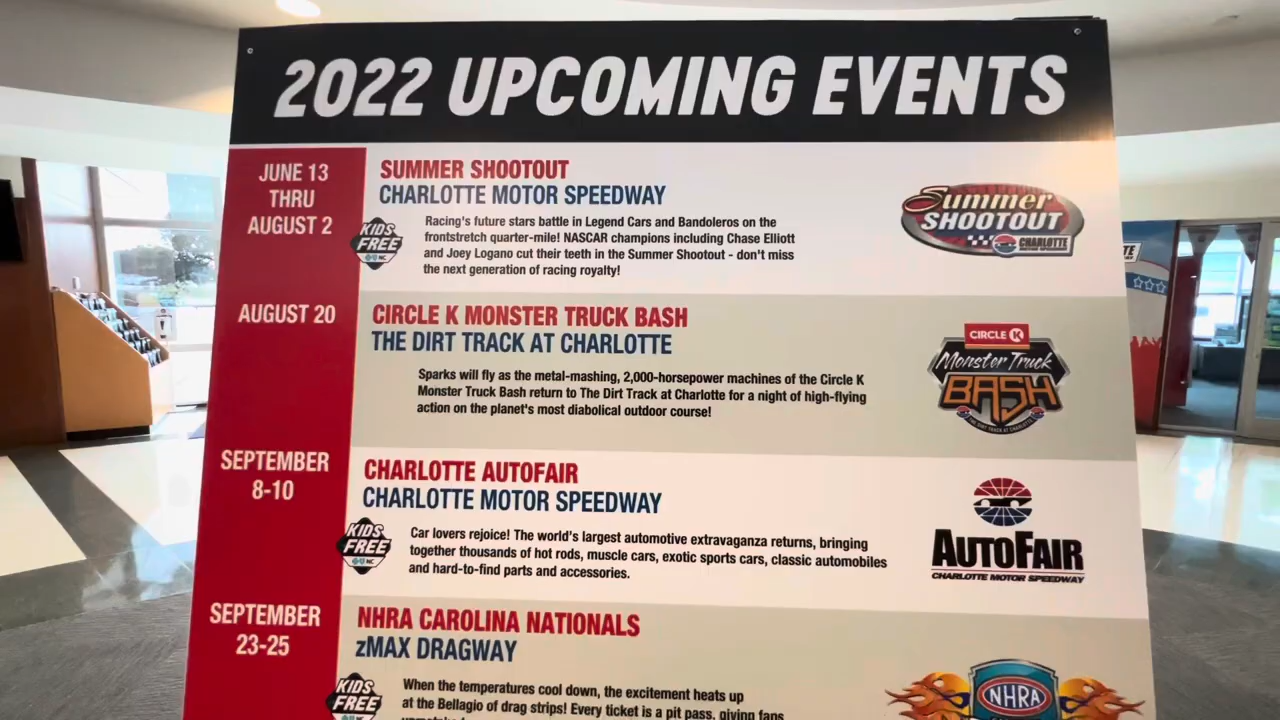 2022 UPCOMING EVENTS
JUNE 13
THRU
AUGUST 2
SUMMER SHOOTOUT
CHARLOTTE MOTOR SPEEDWAY
KIDS
FREE
NC
Racing's future stars battle in Legend Cars and Bandoleros on the
frontstretch quarter-mile! NASCAR champions including Chase Elliott
and Joey Logano cut their teeth in the Summer Shootout - don't miss
the next generation of racing royalty!
Summer
SHOOTOUT
CHARLOTTE
MOTOR SPEEDWAY
AUGUST 20
CIRCLE K MONSTER TRUCK BASH
THE DIRT TRACK AT CHARLOTTE
Sparks will fly as the metal-mashing, 2,000-horsepower machines of the Circle K
Monster Truck Bash return to The Dirt Track at Charlotte for a night of high-flying
action on the planet's most diabolical outdoor course!
CIRCLE K
Monster Truck
BASH
THE DIRT TRACK AT CHARLOTTE
SEPTEMBER
8-10
CHARLOTTE AUTOFAIR
CHARLOTTE MOTOR SPEEDWAY
KIDS
FREE
NC
Car lovers rejoice! The world's largest automotive extravaganza returns, bringing
together thousands of hot rods, muscle cars, exotic sports cars, classic automobiles
and hard-to-find parts and accessories.
AUTOFAIR
CHARLOTTE MOTOR SPEEDWAY
SEPTEMBER
23-25
NHRA CAROLINA NATIONALS
zMAX DRAGWAY
KIDS
FREE
When the temperatures cool down, the excitement heats up
at the Bellagio of drag strips! Every ticket is a pit pass, giving fans
NHRA